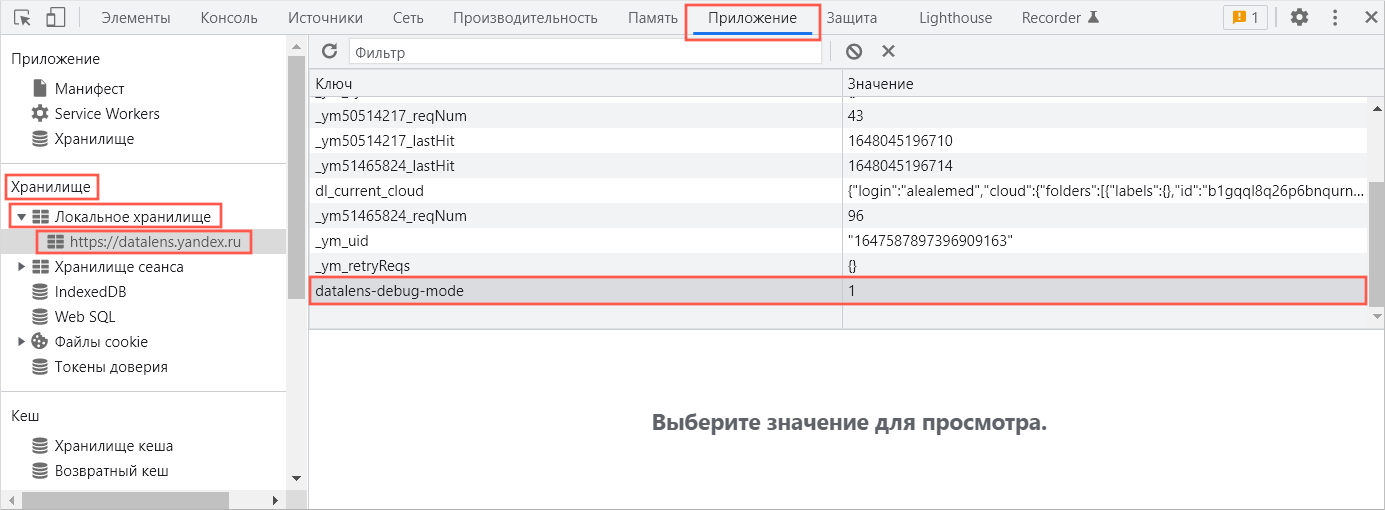 Элементы Консоль Источники Сеть Производительность Память Приложение Защита Lighthouse Recorder 1
Приложение
Манифест
Service Workers
Хранилище
Хранилище
Локальное хранилище
https://datalens.yandex.ru
Хранилище сеанса
IndexedDB
Web SQL
Файлы cookie
Токены доверия
Кеш
Хранилище кеша
Возвратный кеш
Фильтр
Ключ Значение
_ym50514217_reqNum 43
_ym50514217_lastHit 1648045196710
_ym51465824_lastHit 1648045196714
dl_current_cloud {"login":"alealemed","cloud":{"folders":[{"labels":{},"id":"b1gqql8q26p6bnqurn...
_ym51465824_reqNum 96
_ym_uid "1647587897396909163"
_ym_retryReqs {}
datalens-debug-mode 1
Выберите значение для просмотра.